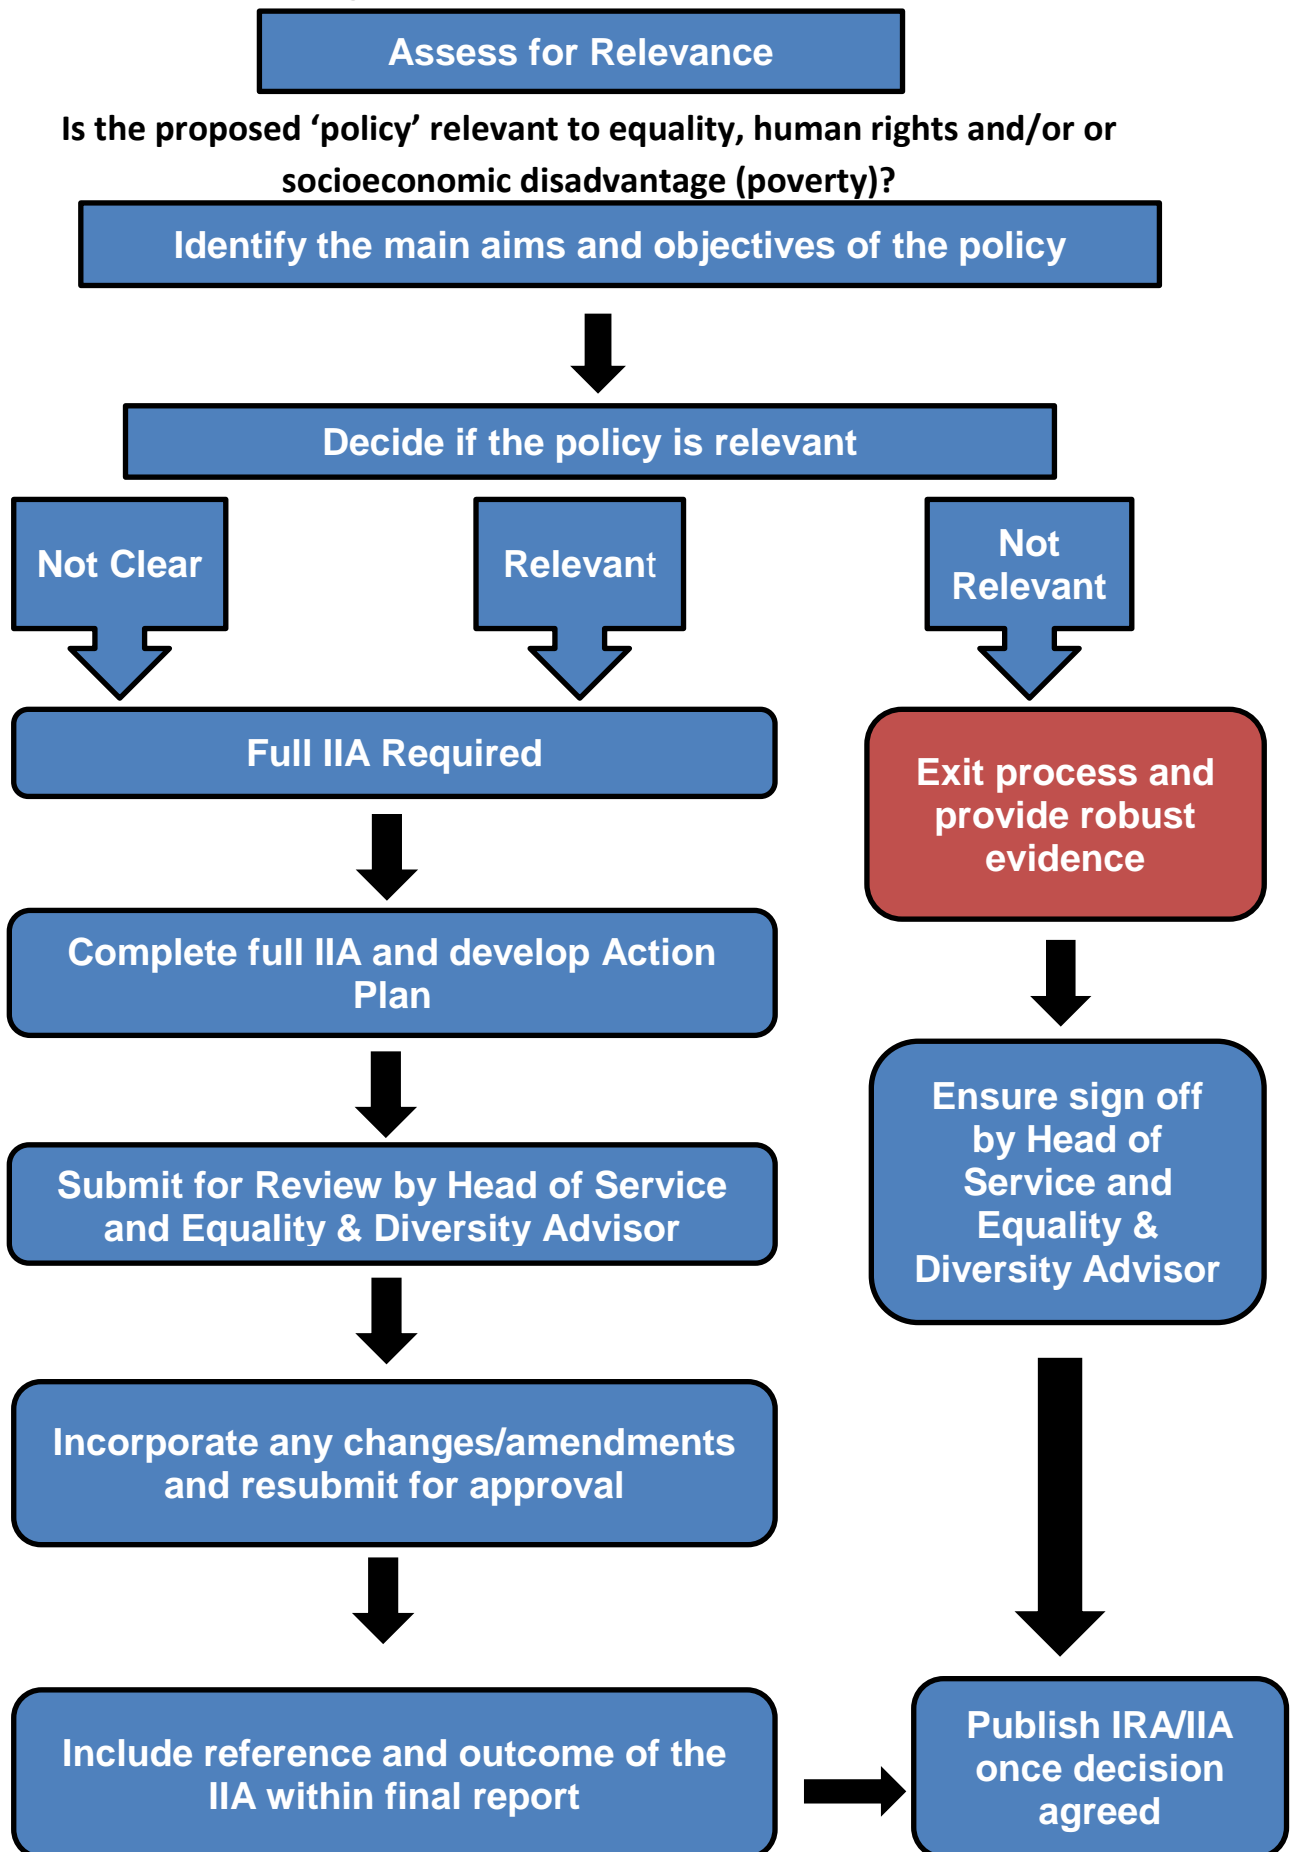 Assess for Relevance
Is the proposed ‘policy’ relevant to equality, human rights and/or or
socioeconomic disadvantage (poverty)?
Identify the main aims and objectives of the policy
Decide if the policy is relevant
Not Clear
Relevant
Not
Relevant
Full IIA Required
Exit process and
provide robust
evidence
Complete full IIA and develop Action
Plan
Ensure sign off
by Head of
Service and
Equality &
Diversity Advisor
Submit for Review by Head of Service
and Equality & Diversity Advisor
Incorporate any changes/amendments
and resubmit for approval
Include reference and outcome of the
IIA within final report
Publish IRA/IIA
once decision
agreed